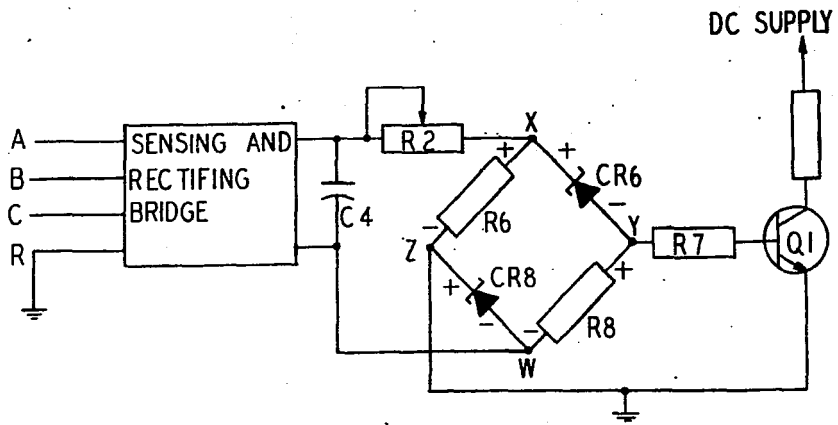 DC SUPPLY
A
B
C
R
SENSING AND
RECTIFING
BRIDGE
C4
R2
X
+
+
CR6
R6
-
-
Z
Y
R7
Q1
+
CR8
+
-
-
R8
W